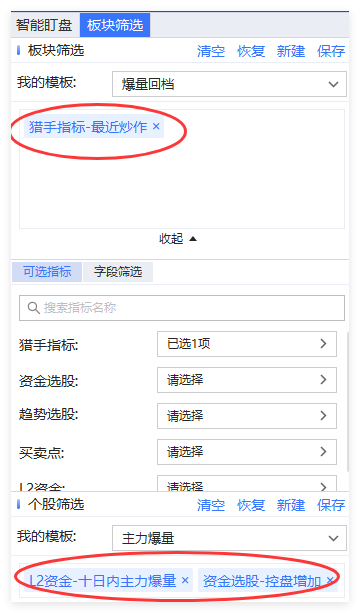 智能盯盘 板块筛选
板块筛选 清空 恢复 新建 保存
我的模板: 爆量回档
猎手指标-最近炒作 ×
收起
可选指标 字段筛选
搜索指标名称
猎手指标: 已选1项
资金选股: 请选择
趋势选股: 请选择
买卖点: 请选择
L2资金: 请选择
个股筛选 清空 恢复 新建 保存
我的模板: 主力爆量
L2资金-十日内主力爆量 × 资金选股-控盘增加 ×